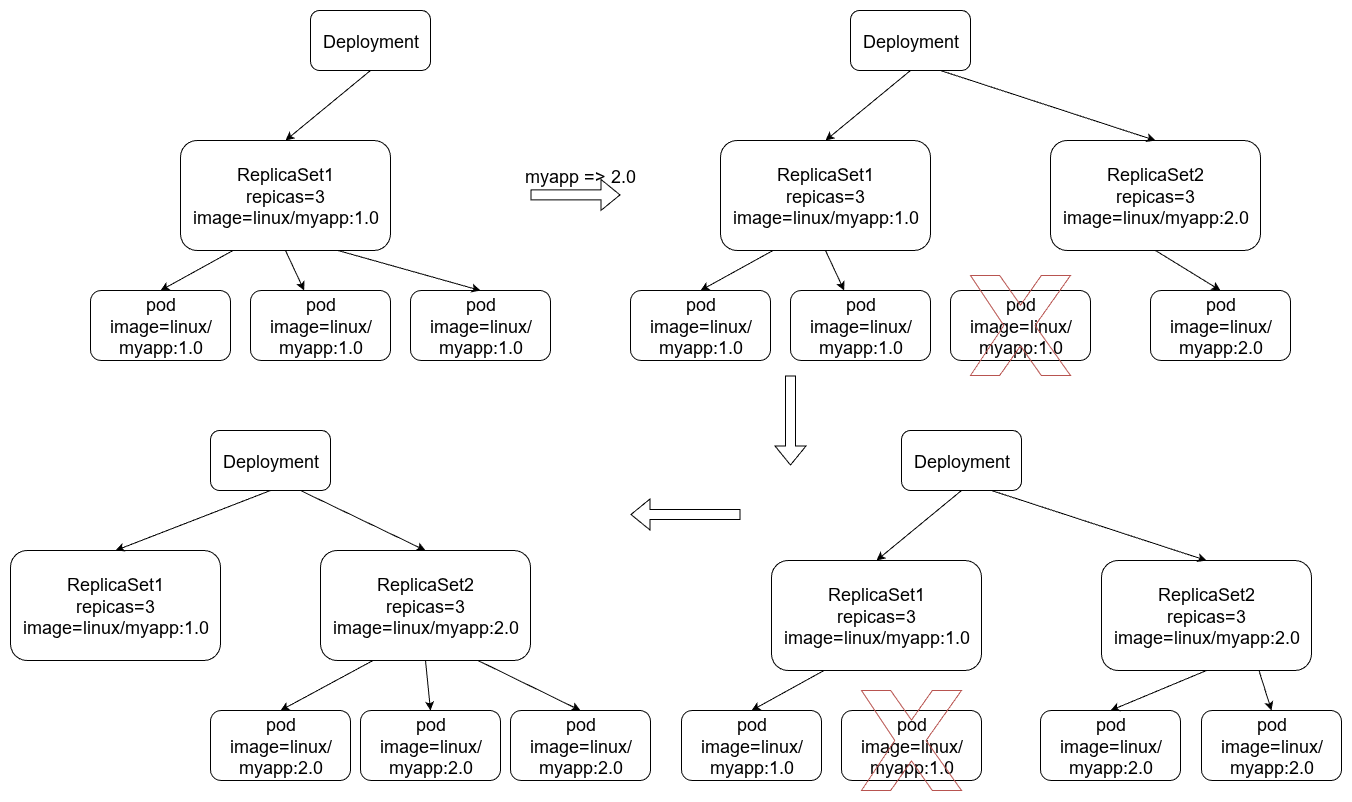 Deployment
ReplicaSet1
repicas=3
image=linux/myapp:1.0
pod
image=linux/
myapp:1.0
pod
image=linux/
myapp:1.0
pod
image=linux/
myapp:1.0
myapp => 2.0
Deployment
ReplicaSet1
repicas=3
image=linux/myapp:1.0
ReplicaSet2
repicas=3
image=linux/myapp:2.0
pod
image=linux/
myapp:1.0
pod
image=linux/
myapp:1.0
pod
image=linux/
myapp:1.0
pod
image=linux/
myapp:2.0
Deployment
ReplicaSet1
repicas=3
image=linux/myapp:1.0
ReplicaSet2
repicas=3
image=linux/myapp:2.0
pod
image=linux/
myapp:2.0
pod
image=linux/
myapp:2.0
pod
image=linux/
myapp:2.0
Deployment
ReplicaSet1
repicas=3
image=linux/myapp:1.0
ReplicaSet2
repicas=3
image=linux/myapp:2.0
pod
image=linux/
myapp:1.0
pod
image=linux/
myapp:1.0
pod
image=linux/
myapp:2.0
pod
image=linux/
myapp:2.0